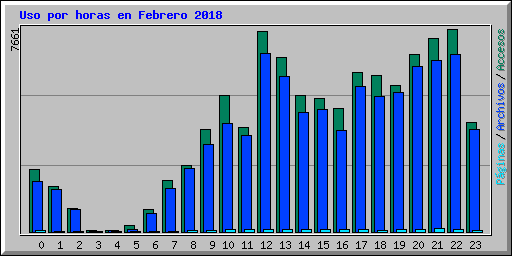 Uso por horas en Febrero 2018
7661
Páginas / Archivos / Accesos
0 1 2 3 4 5 6 7 8 9 10 11 12 13 14 15 16 17 18 19 20 21 22 23